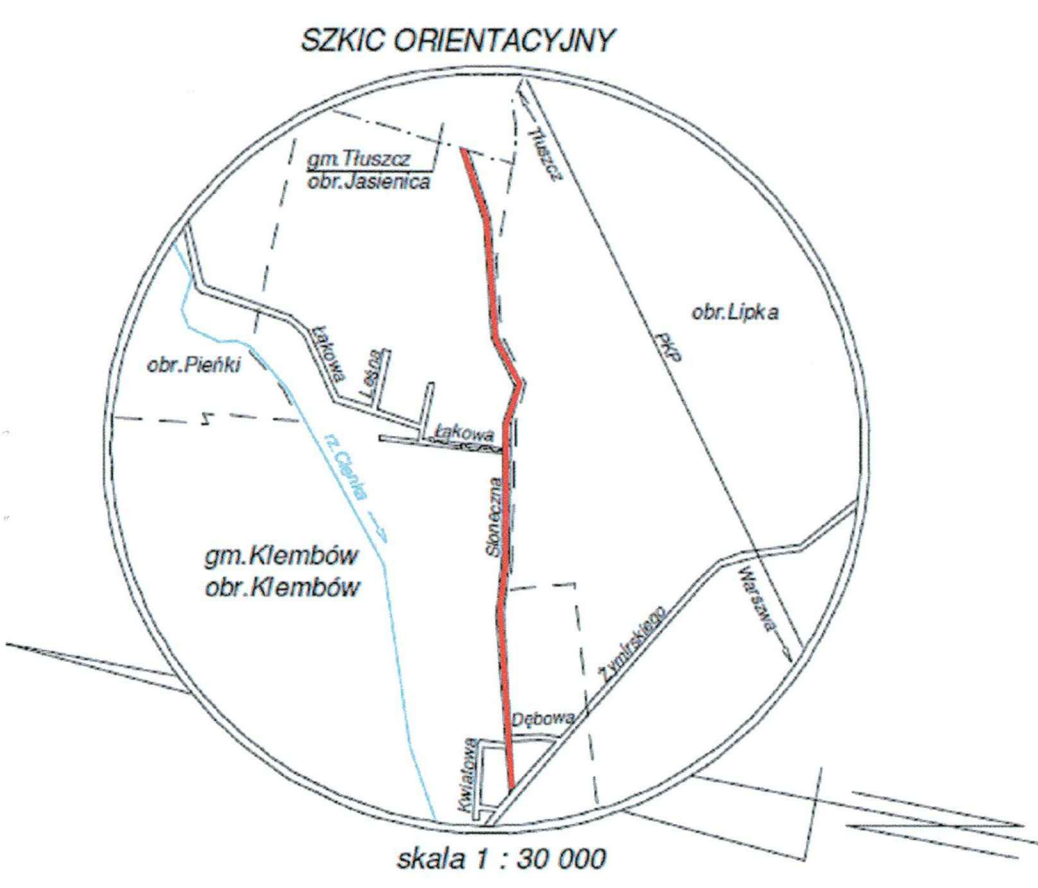 SZKIC ORIENTACYJNY
gm.Tłuszcz
obr.Jasienica
Tłuszcz
obr.Lipka
PKP
obr.Pieńki
Łąkowa
Leśna
Łąkowa
rz.Cienka
Słoneczna
gm.Klembów
obr.Klembów
Warszwa
Żymirskiego
Dębowa
Kwiatowa
skala 1 : 30 000